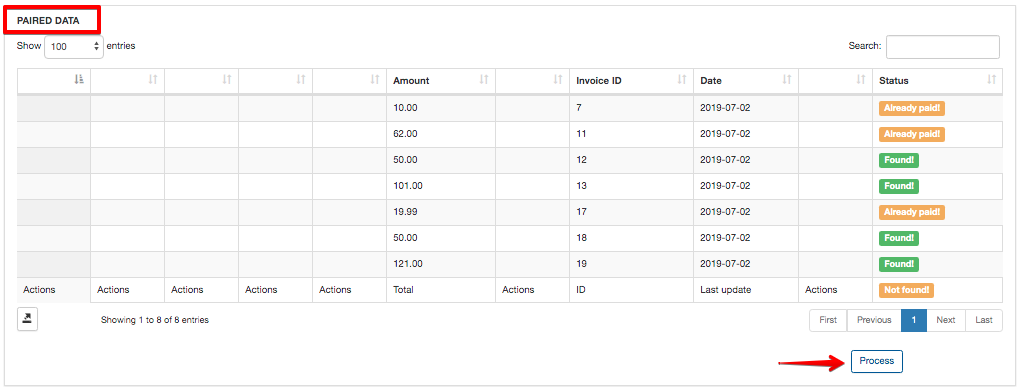 PAIRED DATA
Show 100 entries Search:
Amount Invoice ID Date Status
10.00 7 2019-07-02 Already paid!
62.00 11 2019-07-02 Already paid!
50.00 12 2019-07-02 Found!
101.00 13 2019-07-02 Found!
19.99 17 2019-07-02 Already paid!
50.00 18 2019-07-02 Found!
121.00 19 2019-07-02 Found!
Actions Actions Actions Actions Actions Total Actions ID Last update Actions Not found!
Showing 1 to 8 of 8 entries First Previous 1 Next Last
Process